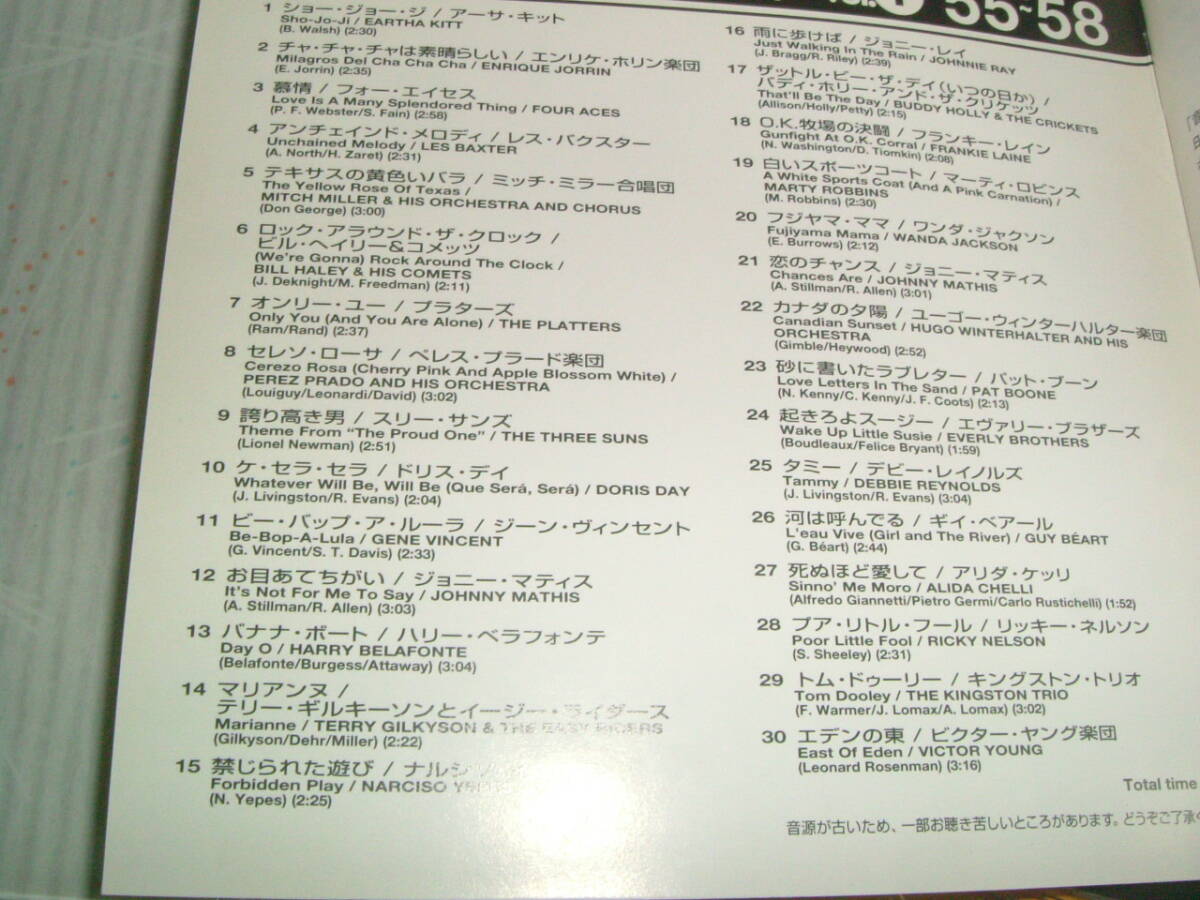 '55~'58
1 ショー・ジョー・ジ / アーサ・キット
Sho-Jo-Ji / EARTHA KITT
(B. Walsh) (2:30)
2 チャ・チャ・チャは素晴らしい / エンリケ・ホリン楽団
Milagros Del Cha Cha Cha / ENRIQUE JORRIN
(E. Jorrin) (2:35)
3 慕情 / フォー・エイセス
Love Is A Many Splendored Thing / FOUR ACES
(P. F. Webster/S. Fain) (2:58)
4 アンチェインド・メロディ / レス・バクスター
Unchained Melody / LES BAXTER
(A. North/H. Zaret) (2:31)
5 テキサスの黄色いバラ / ミッチ・ミラー合唱団
The Yellow Rose Of Texas /
MITCH MILLER & HIS ORCHESTRA AND CHORUS
(Don George) (3:00)
6 ロック・アラウンド・ザ・クロック /
ビル・ヘイリー&コメッツ
(We're Gonna) Rock Around The Clock /
BILL HALEY & HIS COMETS
(J. Deknight/M. Freedman) (2:11)
7 オンリー・ユー / プラターズ
Only You (And You Are Alone) / THE PLATTERS
(Ram/Rand) (2:37)
8 セレソ・ローサ / ペレス・プラード楽団
Cerezo Rosa (Cherry Pink And Apple Blossom White) /
PEREZ PRADO AND HIS ORCHESTRA
(Louiguy/Leonardi/David) (3:02)
9 誇り高き男 / スリー・サンズ
Theme From “The Proud One” / THE THREE SUNS
(Lionel Newman) (2:51)
10 ケ・セラ・セラ / ドリス・デイ
Whatever Will Be, Will Be (Que Será, Será) / DORIS DAY
(J. Livingston/R. Evans) (2:04)
11 ビー・バップ・ア・ルーラ / ジーン・ヴィンセント
Be-Bop-A-Lula / GENE VINCENT
(G. Vincent/S. T. Davis) (2:33)
12 お目あてちがい / ジョニー・マティス
It's Not For Me To Say / JOHNNY MATHIS
(A. Stillman/R. Allen) (3:03)
13 バナナ・ボート / ハリー・ベラフォンテ
Day O / HARRY BELAFONTE
(Belafonte/Burgess/Attaway) (3:04)
14 マリアンヌ /
テリー・ギルキーソンとイージー・ライダース
Marianne / TERRY GILKYSON & THE EASY RIDERS
(Gilkyson/Dehr/Miller) (2:22)
15 禁じられた遊び / ナルシソ
Forbidden Play / NARCISO
(N. Yepes) (2:25)
16 雨に歩けば / ジョニー・レイ
Just Walking In The Rain / JOHNNIE RAY
(J. Bragg/R. Riley) (2:39)
17 ザットル・ビー・ザ・デイ(いつの日か) /
バディ・ホリー・アンド・ザ・クリケッツ
That'll Be The Day / BUDDY HOLLY & THE CRICKETS
(Allison/Holly/Petty) (2:15)
18 O.K.牧場の決闘 / フランキー・レイン
Gunfight At O.K. Corral / FRANKIE LAINE
(N. Washington/D. Tiomkin) (2:08)
19 白いスポーツコート / マーティ・ロビンス
A White Sports Coat (And A Pink Carnation) /
MARTY ROBBINS
(M. Robbins) (2:30)
20 フジヤマ・ママ / ワンダ・ジャクソン
Fujiyama Mama / WANDA JACKSON
(E. Burrows) (2:12)
21 恋のチャンス / ジョニー・マティス
Chances Are / JOHNNY MATHIS
(A. Stillman/R. Allen) (3:01)
22 カナダの夕陽 / ユーゴー・ウィンターハルター楽団
Canadian Sunset / HUGO WINTERHALTER AND HIS
ORCHESTRA
(Gimble/Heywood) (2:52)
23 砂に書いたラブレター / パット・ブーン
Love Letters In The Sand / PAT BOONE
(N. Kenny/C. Kenny/J. F. Coots) (2:13)
24 起きろよスージー / エヴァリー・ブラザーズ
Wake Up Little Susie / EVERLY BROTHERS
(Boudleaux/Felice Bryant) (1:59)
25 タミー / デビー・レイノルズ
Tammy / DEBBIE REYNOLDS
(J. Livingston/R. Evans) (3:04)
26 河は呼んでる / ギイ・ベアール
L'eau Vive (Girl and The River) / GUY BÉART
(G. Béart) (2:44)
27 死ぬほど愛して / アリダ・ケッリ
Sinno' Me Moro / ALIDA CHELLI
(Alfredo Giannetti/Pietro Germi/Carlo Rustichelli) (1:52)
28 プア・リトル・フール / リッキー・ネルソン
Poor Little Fool / RICKY NELSON
(S. Sheeley) (2:31)
29 トム・ドゥーリー / キングストン・トリオ
Tom Dooley / THE KINGSTON TRIO
(F. Warmer/J. Lomax/A. Lomax) (3:02)
30 エデンの東 / ビクター・ヤング楽団
East Of Eden / VICTOR YOUNG
(Leonard Rosenman) (3:16)
Total time
音源が古いため、一部お聴き苦しいところがあります。どうぞご了承く